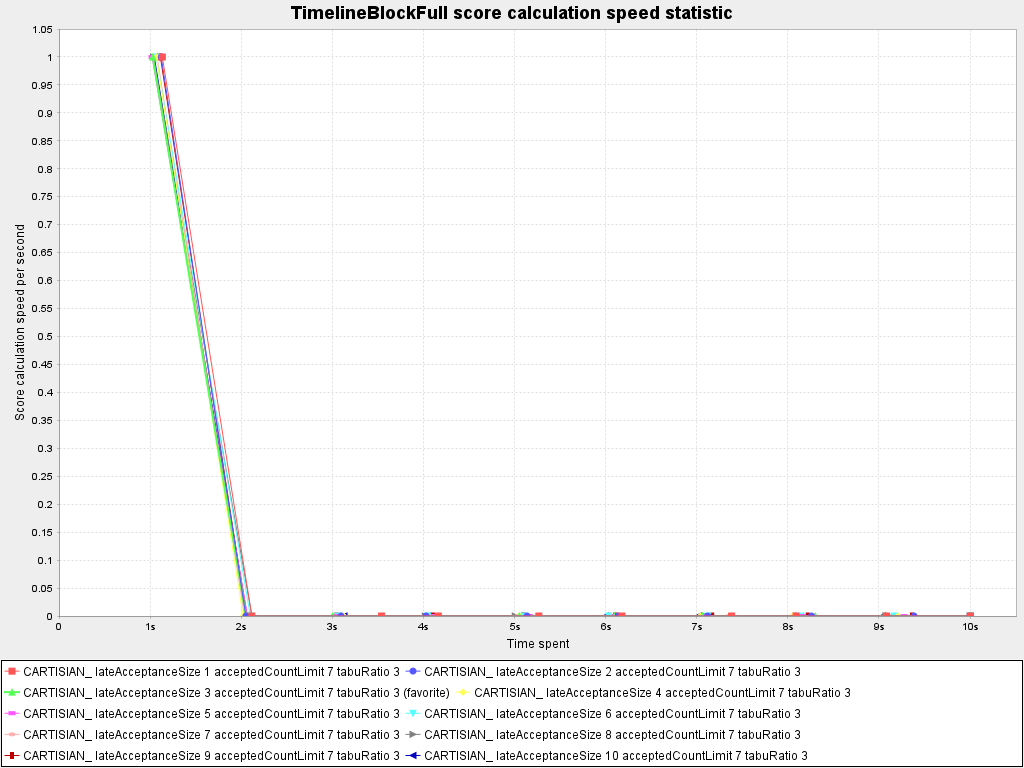 TimelineBlockFull score calculation speed statistic
1.05
1
0.95
0.9
0.85
0.8
0.75
0.7
0.65
0.6
0.55
0.5
0.45
0.4
0.35
0.3
0.25
0.2
0.15
0.1
0.05
0
Score calculation speed per second
0 1s 2s 3s 4s 5s 6s 7s 8s 9s 10s
Time spent
CARTISIAN_ lateAcceptanceSize 1 acceptedCountLimit 7 tabuRatio 3 CARTISIAN_ lateAcceptanceSize 2 acceptedCountLimit 7 tabuRatio 3
CARTISIAN_ lateAcceptanceSize 3 acceptedCountLimit 7 tabuRatio 3 (favorite) CARTISIAN_ lateAcceptanceSize 4 acceptedCountLimit 7 tabuRatio 3
CARTISIAN_ lateAcceptanceSize 5 acceptedCountLimit 7 tabuRatio 3 CARTISIAN_ lateAcceptanceSize 6 acceptedCountLimit 7 tabuRatio 3
CARTISIAN_ lateAcceptanceSize 7 acceptedCountLimit 7 tabuRatio 3 CARTISIAN_ lateAcceptanceSize 8 acceptedCountLimit 7 tabuRatio 3
CARTISIAN_ lateAcceptanceSize 9 acceptedCountLimit 7 tabuRatio 3 CARTISIAN_ lateAcceptanceSize 10 acceptedCountLimit 7 tabuRatio 3